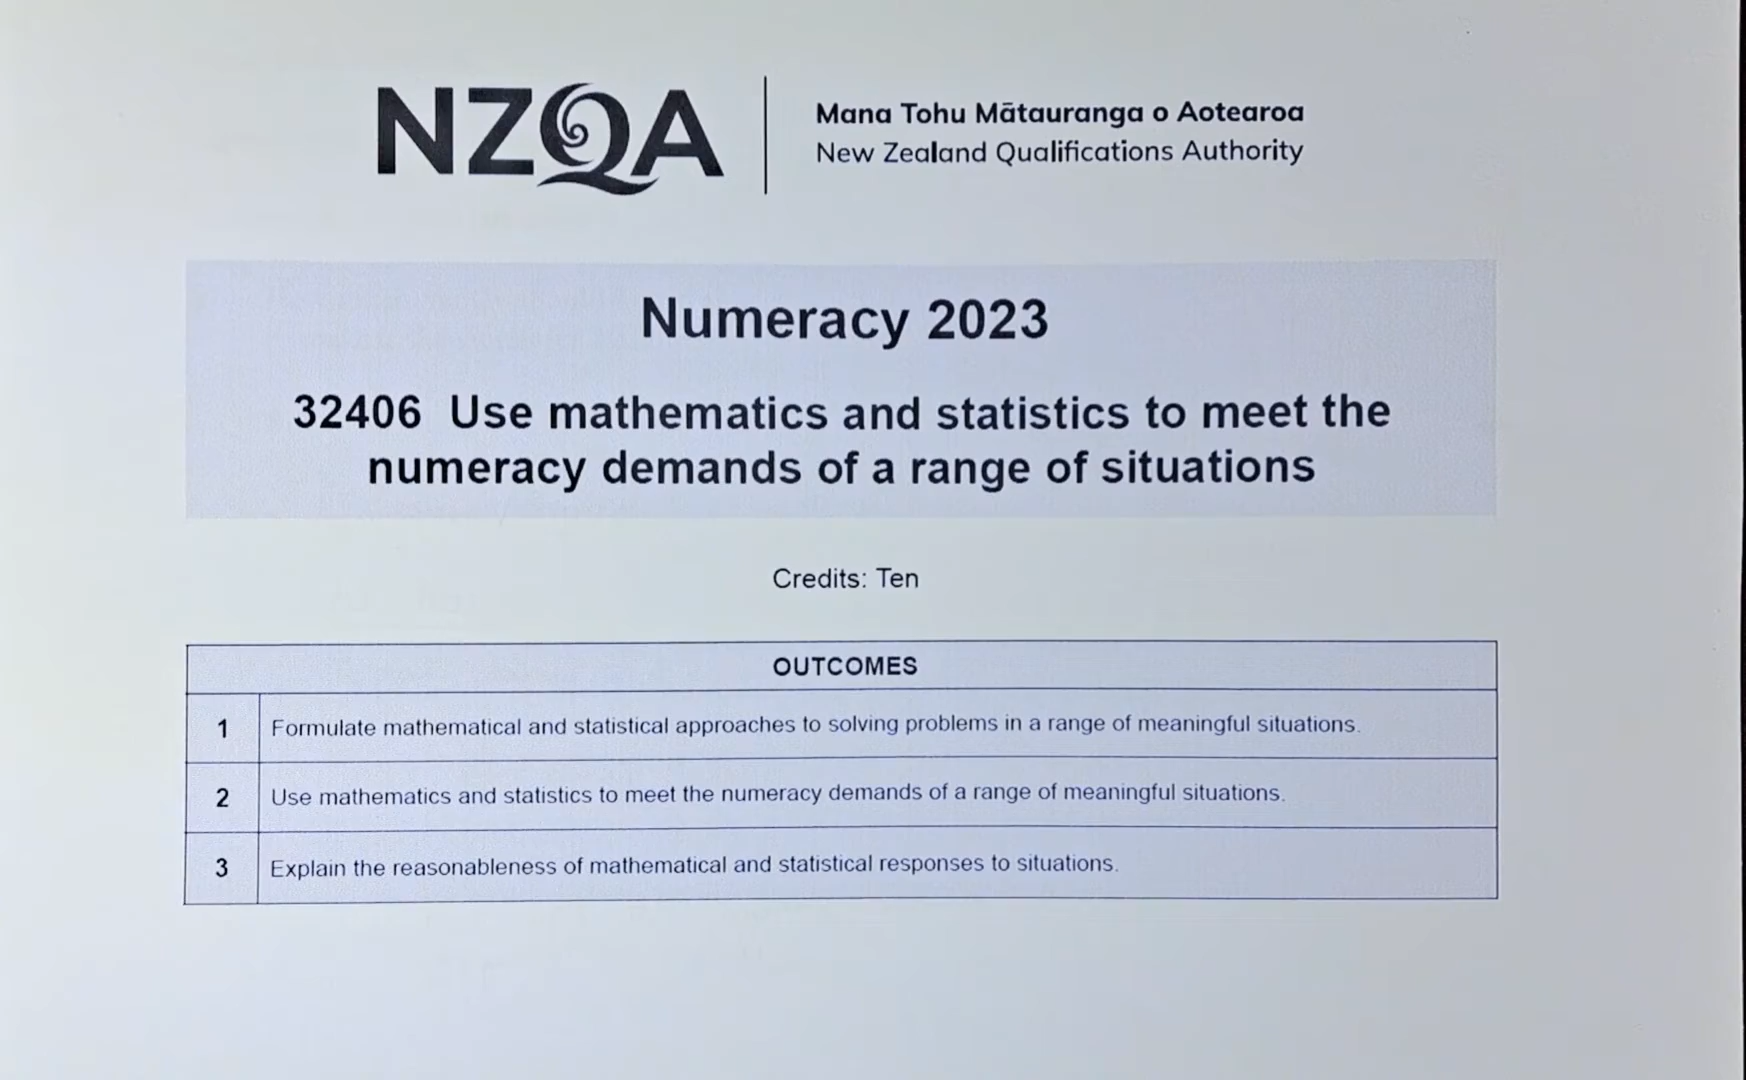 NZQA
Mana Tohu Mātauranga o Aotearoa
New Zealand Qualifications Authority
Numeracy 2023
32406 Use mathematics and statistics to meet the
numeracy demands of a range of situations
Credits: Ten
OUTCOMES
1 Formulate mathematical and statistical approaches to solving problems in a range of meaningful situations.
2 Use mathematics and statistics to meet the numeracy demands of a range of meaningful situations.
3 Explain the reasonableness of mathematical and statistical responses to situations.